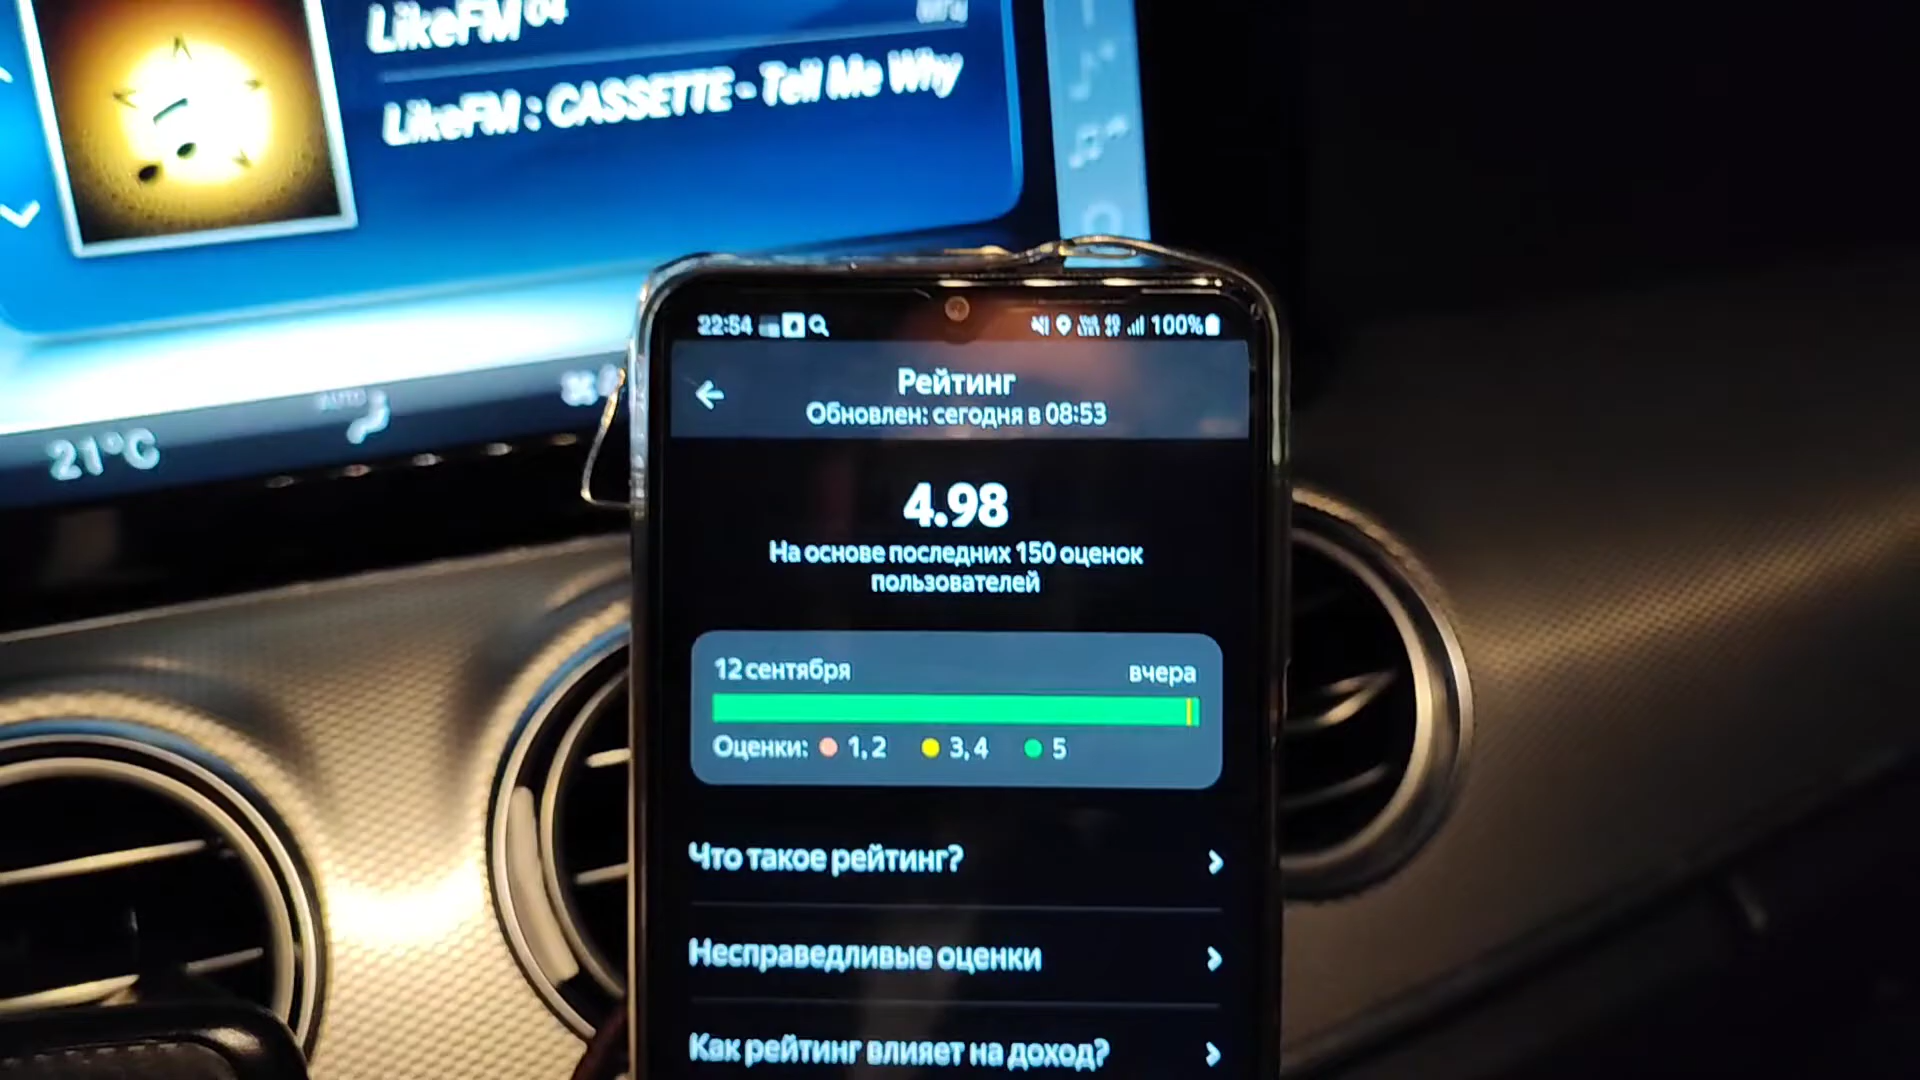 LikeFM 04
LikeFM : CASSETTE - Tell Me Why
AUTO
21°C
22:54
100%
Рейтинг
Обновлен: сегодня в 08:53
4.98
На основе последних 150 оценок
пользователей
12 сентября вчера
Оценки: 1, 2 3, 4 5
Что такое рейтинг?
Несправедливые оценки
Как рейтинг влияет на доход?